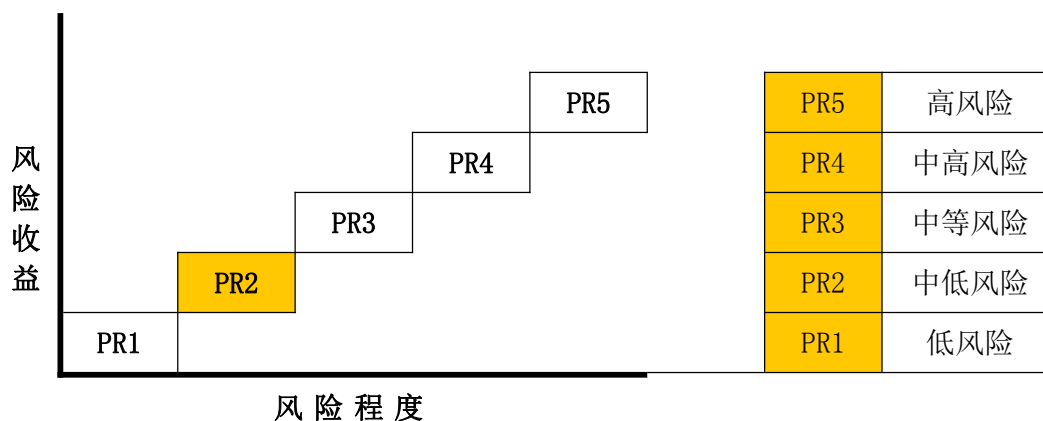 风险收益
PR5
PR4
PR3
PR2
PR1
风险程度
PR5 高风险
PR4 中高风险
PR3 中等风险
PR2 中低风险
PR1 低风险